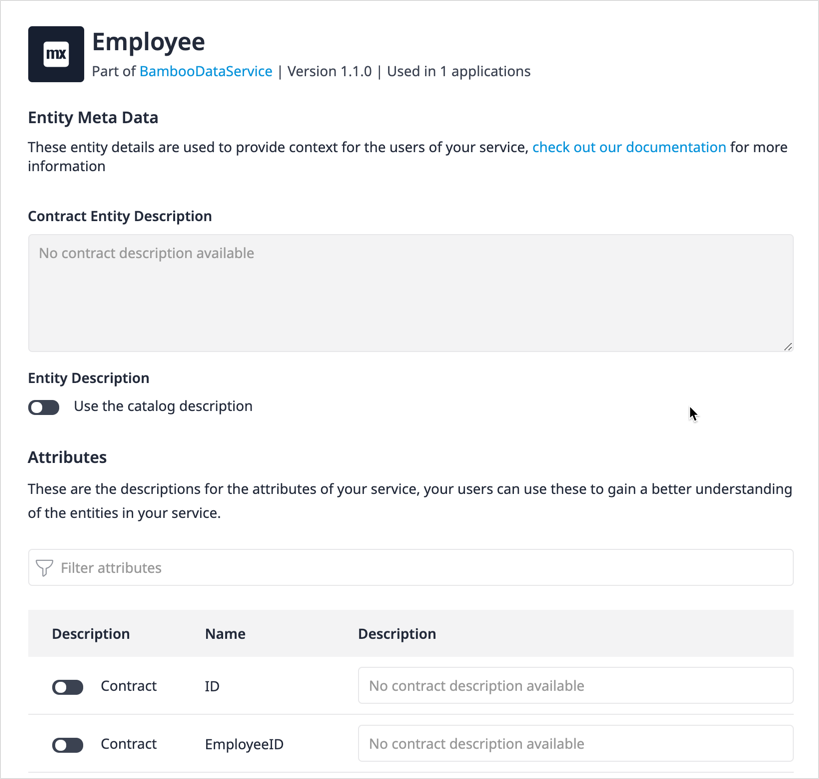 mx
Employee
Part of BambooDataService | Version 1.1.0 | Used in 1 applications
Entity Meta Data
These entity details are used to provide context for the users of your service, check out our documentation for more
information
Contract Entity Description
No contract description available
Entity Description
Use the catalog description
Attributes
These are the descriptions for the attributes of your service, your users can use these to gain a better understanding
of the entities in your service.
Filter attributes
Description Name Description
Contract ID No contract description available
Contract EmployeeID No contract description available